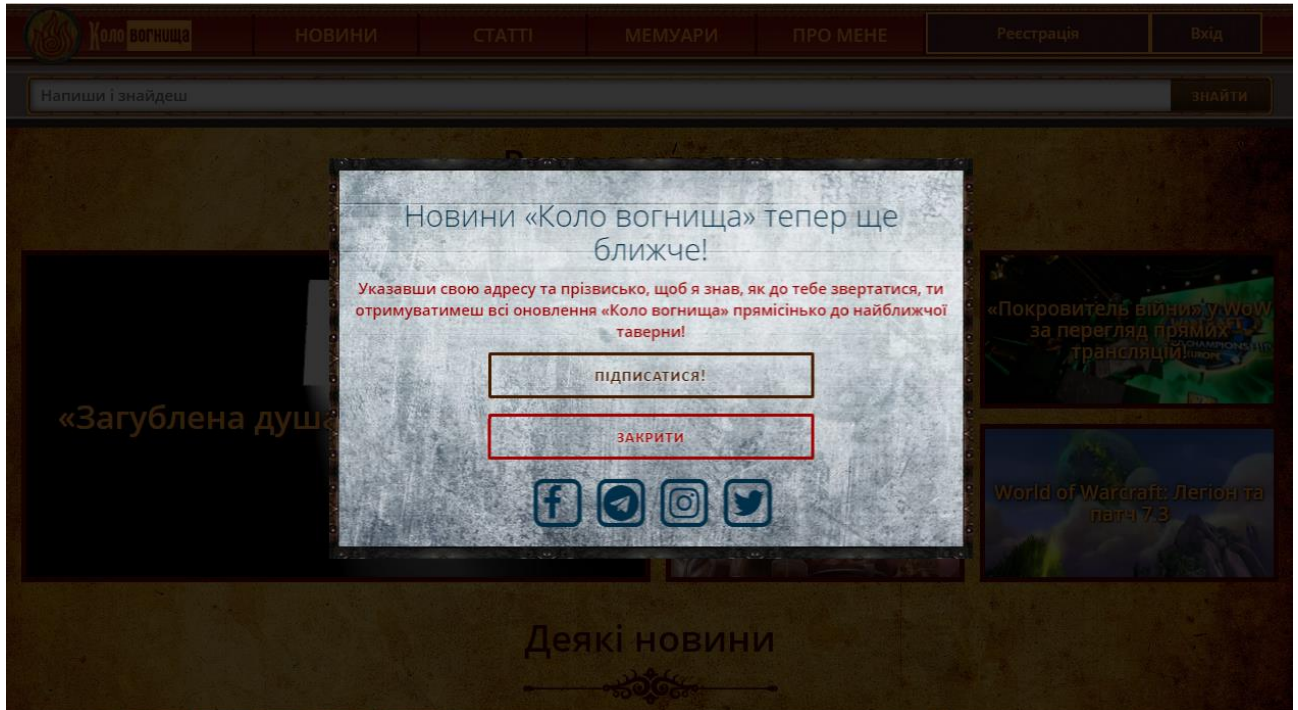 Коло вогнища
НОВИНИ
СТАТТІ
МЕМУАРИ
ПРО МЕНЕ
Реєстрація
Вхід
Напиши і знайдеш
ЗНАЙТИ
Новини «Коло вогнища» тепер ще
ближче!
Указавши свою адресу та прізвисько, щоб я знав, як до тебе звертатися, ти
отримуватимеш всі оновлення «Коло вогнища» прямісінько до найближчої
таверни!
ПІДПИСАТИСЯ!
ЗАКРИТИ
«Загублена душа
«Покровитель війни» у WoW
за перегляд прямих
трансляцій!
World of Warcraft: Легіон та
патч 7.3
Деякі новини